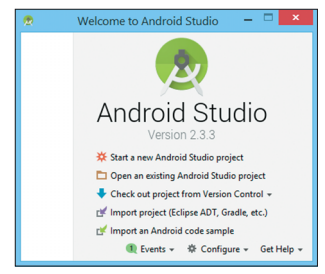 Welcome to Android Studio
Android Studio
Version 2.3.3
Start a new Android Studio project
Open an existing Android Studio project
Check out project from Version Control
Import project (Eclipse ADT, Gradle, etc.)
Import an Android code sample
1 Events Configure Get Help